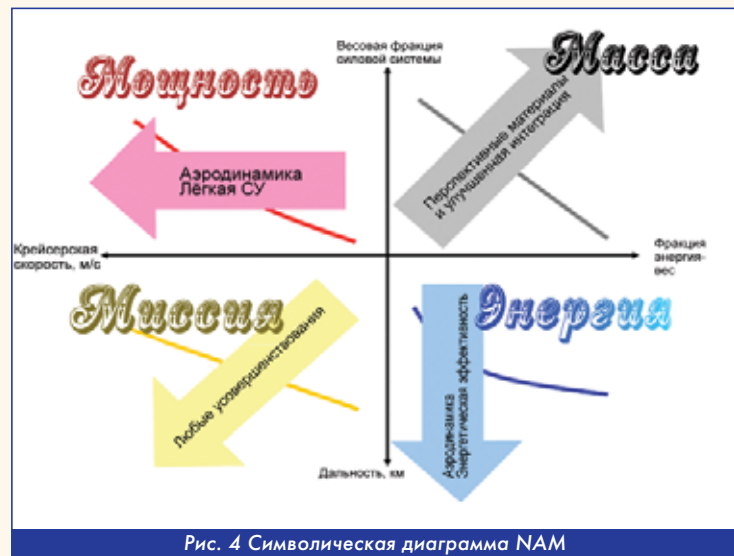 Весовая фракция
силовой системы
Мощность
Масса
Аэродинамика
Лёгкая СУ
Перспективные материалы
и улучшенная интеграция
Крейсерская
скорость, м/с
Фракция
энергия-
вес
Миссия
Энергия
Любые усовершенствования
Аэродинамика
Энергетическая эффективность
Дальность, км
Рис. 4 Символическая диаграмма NAM